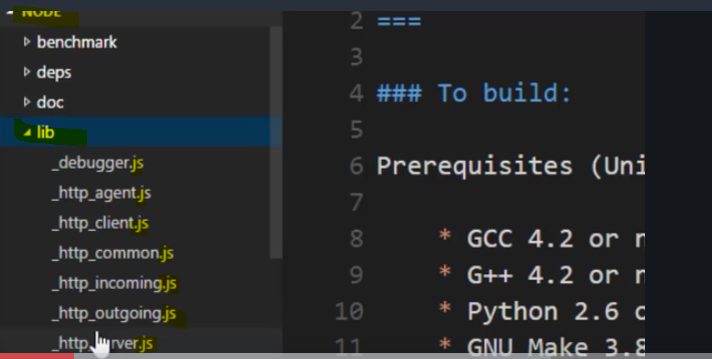 NODE
benchmark
deps
doc
lib
_debugger.js
_http_agent.js
_http_client.js
_http_common.js
_http_incoming.js
_http_outgoing.js
_http rver.js
2 ===
3
4 ### To build:
5
6 Prerequisites (Uni
7
8 * GCC 4.2 or
9 * G++ 4.2 or
10 * Python 2.6
11 * GNU Make 3.8